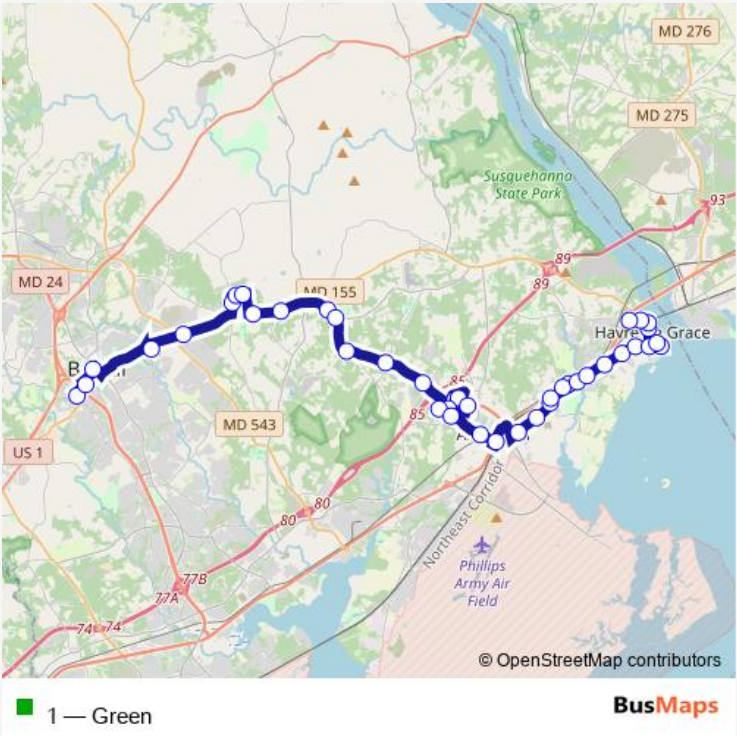 MD 276
MD 275
Susquehanna
State Park
93
89
89
MD 24
MD 155
Grace
85
85
MD 543
US 1
80
80
Northeast Corridor
Phillips
Army Air
Field
77B
77A
74
74
© OpenStreetMap contributors
1 — Green
BusMaps